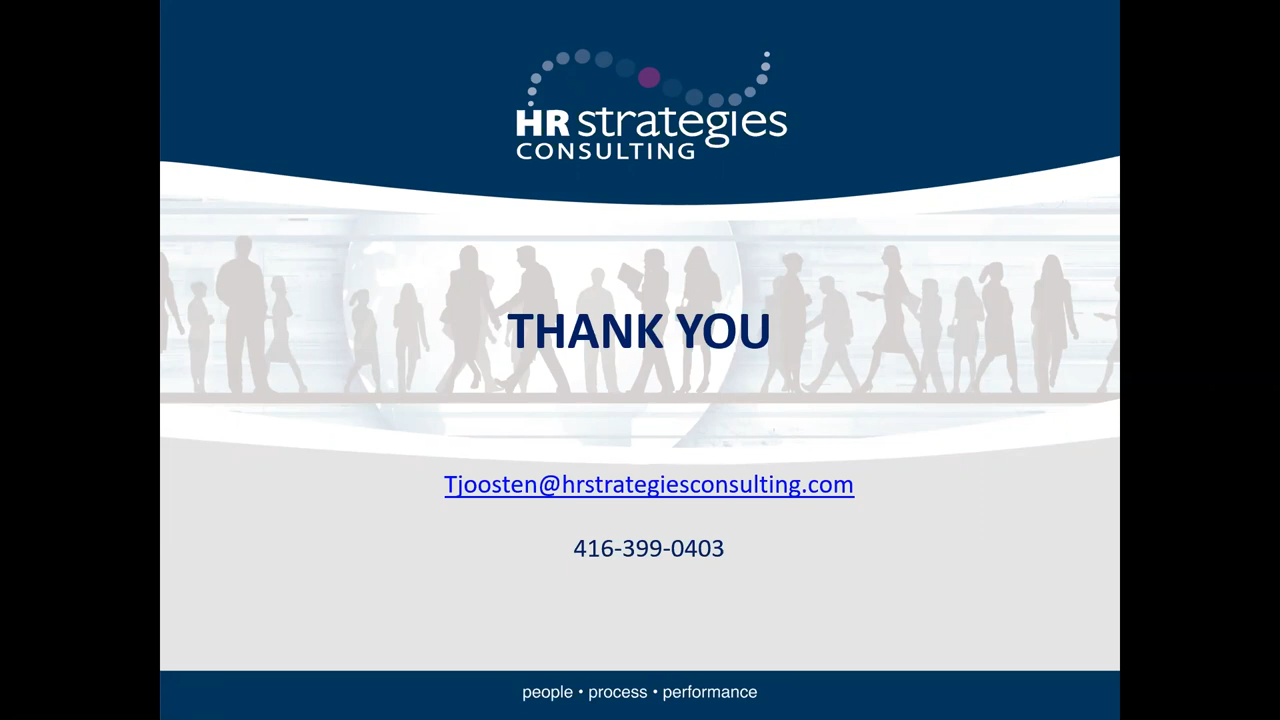 HR strategies
CONSULTING
THANK YOU
Tjoosten@hrstrategiesconsulting.com
416-399-0403
people • process • performance